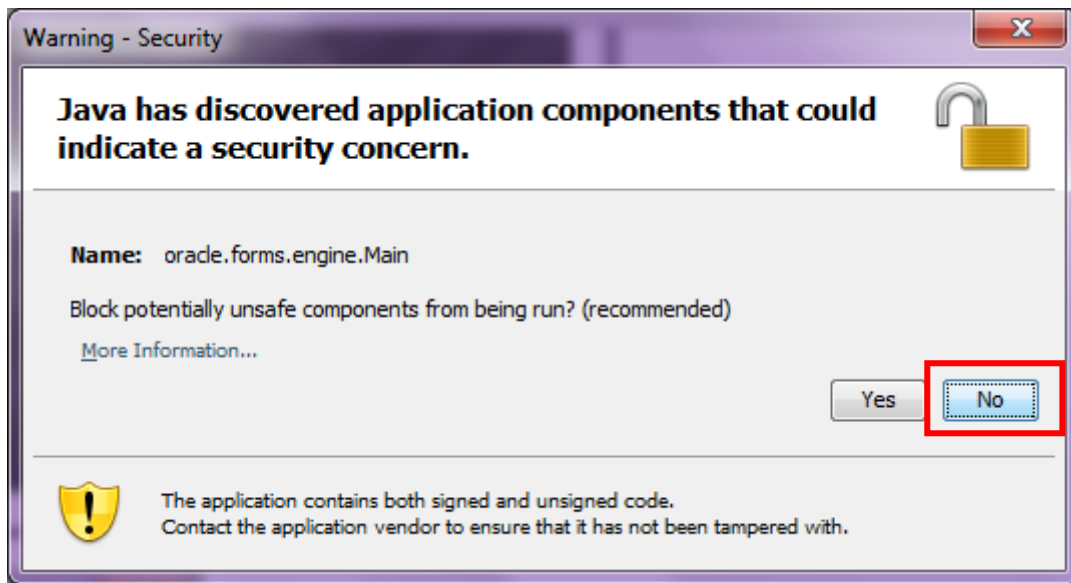 Warning - Security
Java has discovered application components that could
indicate a security concern.
Name: oracle.forms.engine.Main
Block potentially unsafe components from being run? (recommended)
More Information...
Yes No
The application contains both signed and unsigned code.
Contact the application vendor to ensure that it has not been tampered with.